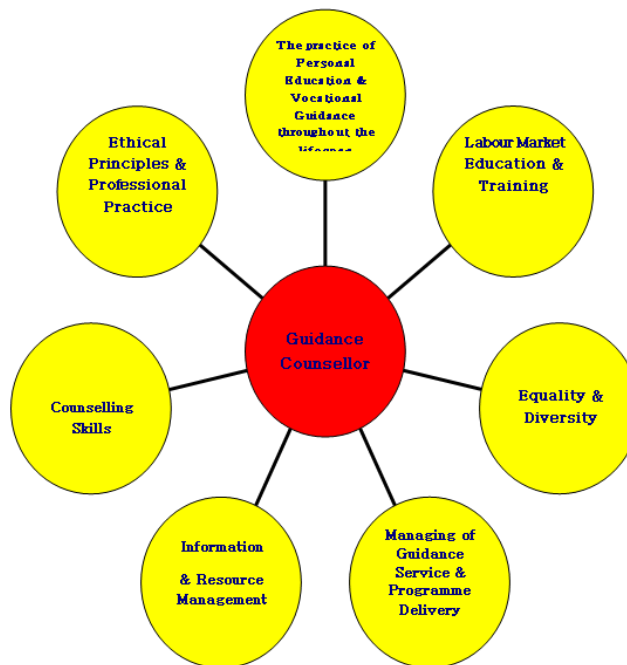 The practice of
Personal
Education &
Vocational
Guidance
throughout the
lifespan
Labour Market
Education &
Training
Equality &
Diversity
Managing of
Guidance
Service &
Programme
Delivery
Information
& Resource
Management
Counselling
Skills
Ethical
Principles &
Professional
Practice
Guidance
Counsellor